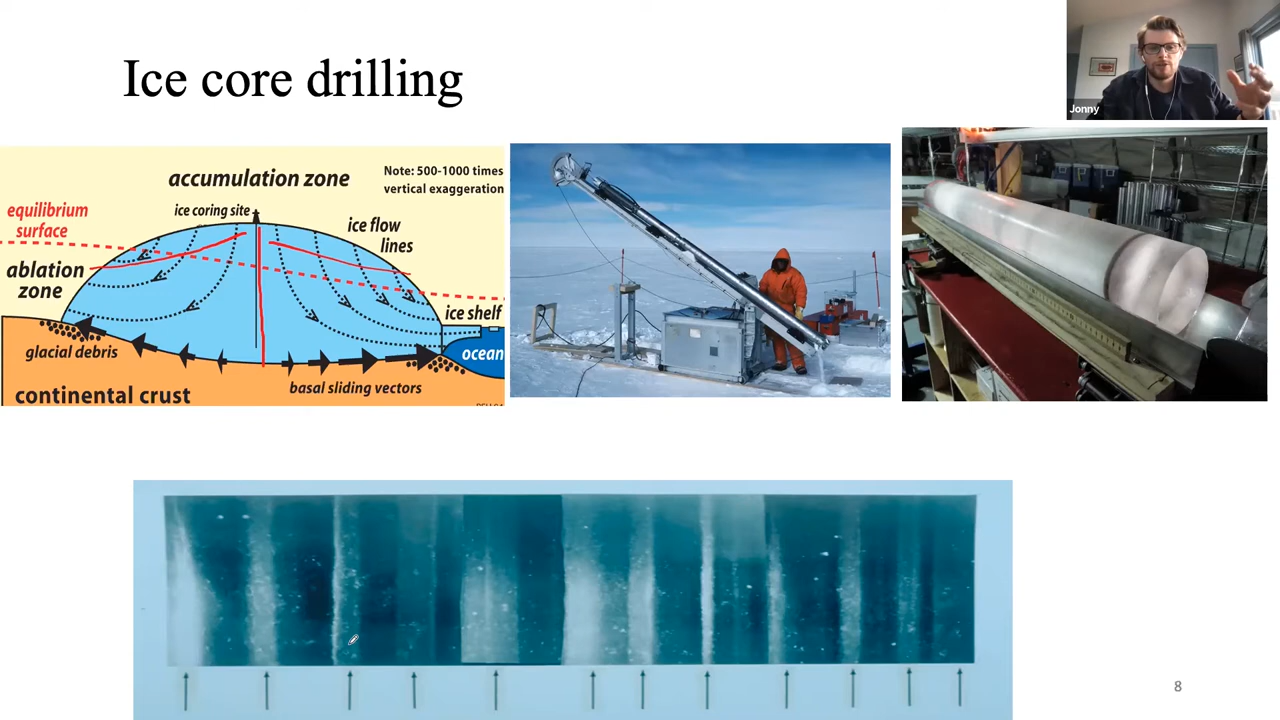 Ice core drilling
Jonny
accumulation zone
Note: 500-1000 times
vertical exaggeration
equilibrium
surface
ice coring site
ice flow
lines
ablation
zone
ice shelf
ocean
glacial debris
basal sliding vectors
continental crust
8